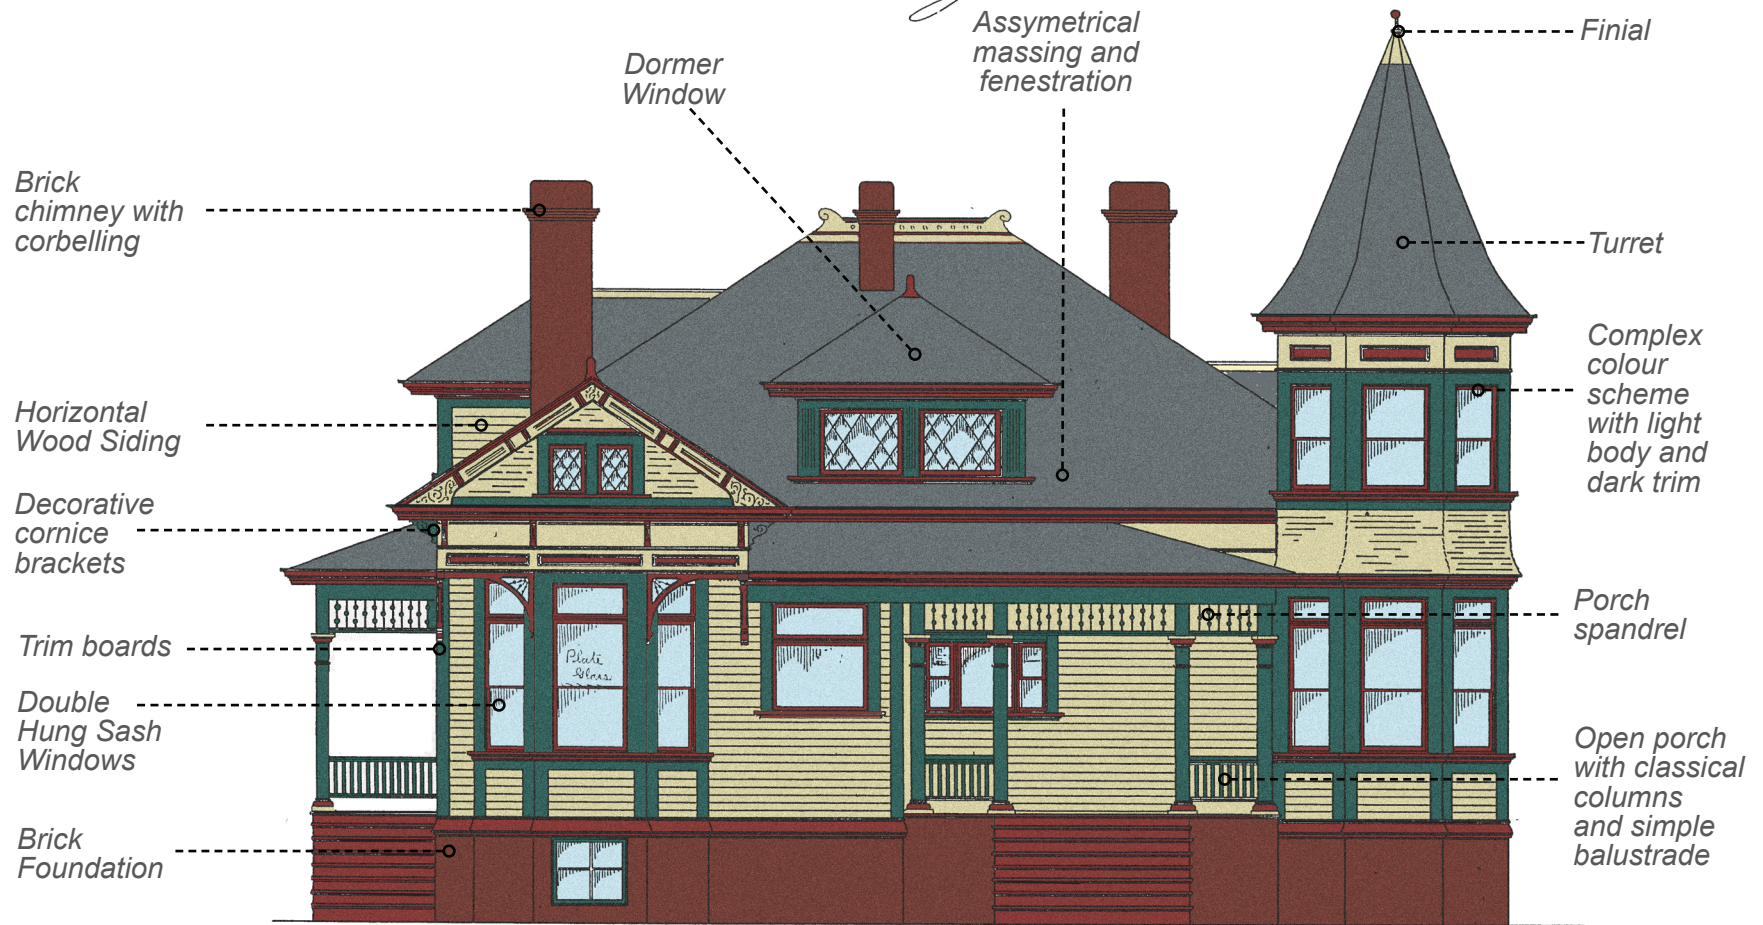 Assymetrical
massing and
fenestration
Finial
Dormer
Window
Brick
chimney with
corbelling
Turret
Complex
colour
scheme
with light
body and
dark trim
Horizontal
Wood Siding
Decorative
cornice
brackets
Porch
spandrel
Trim boards
Plate
Glass
Double
Hung Sash
Windows
Open porch
with classical
columns
and simple
balustrade
Brick
Foundation